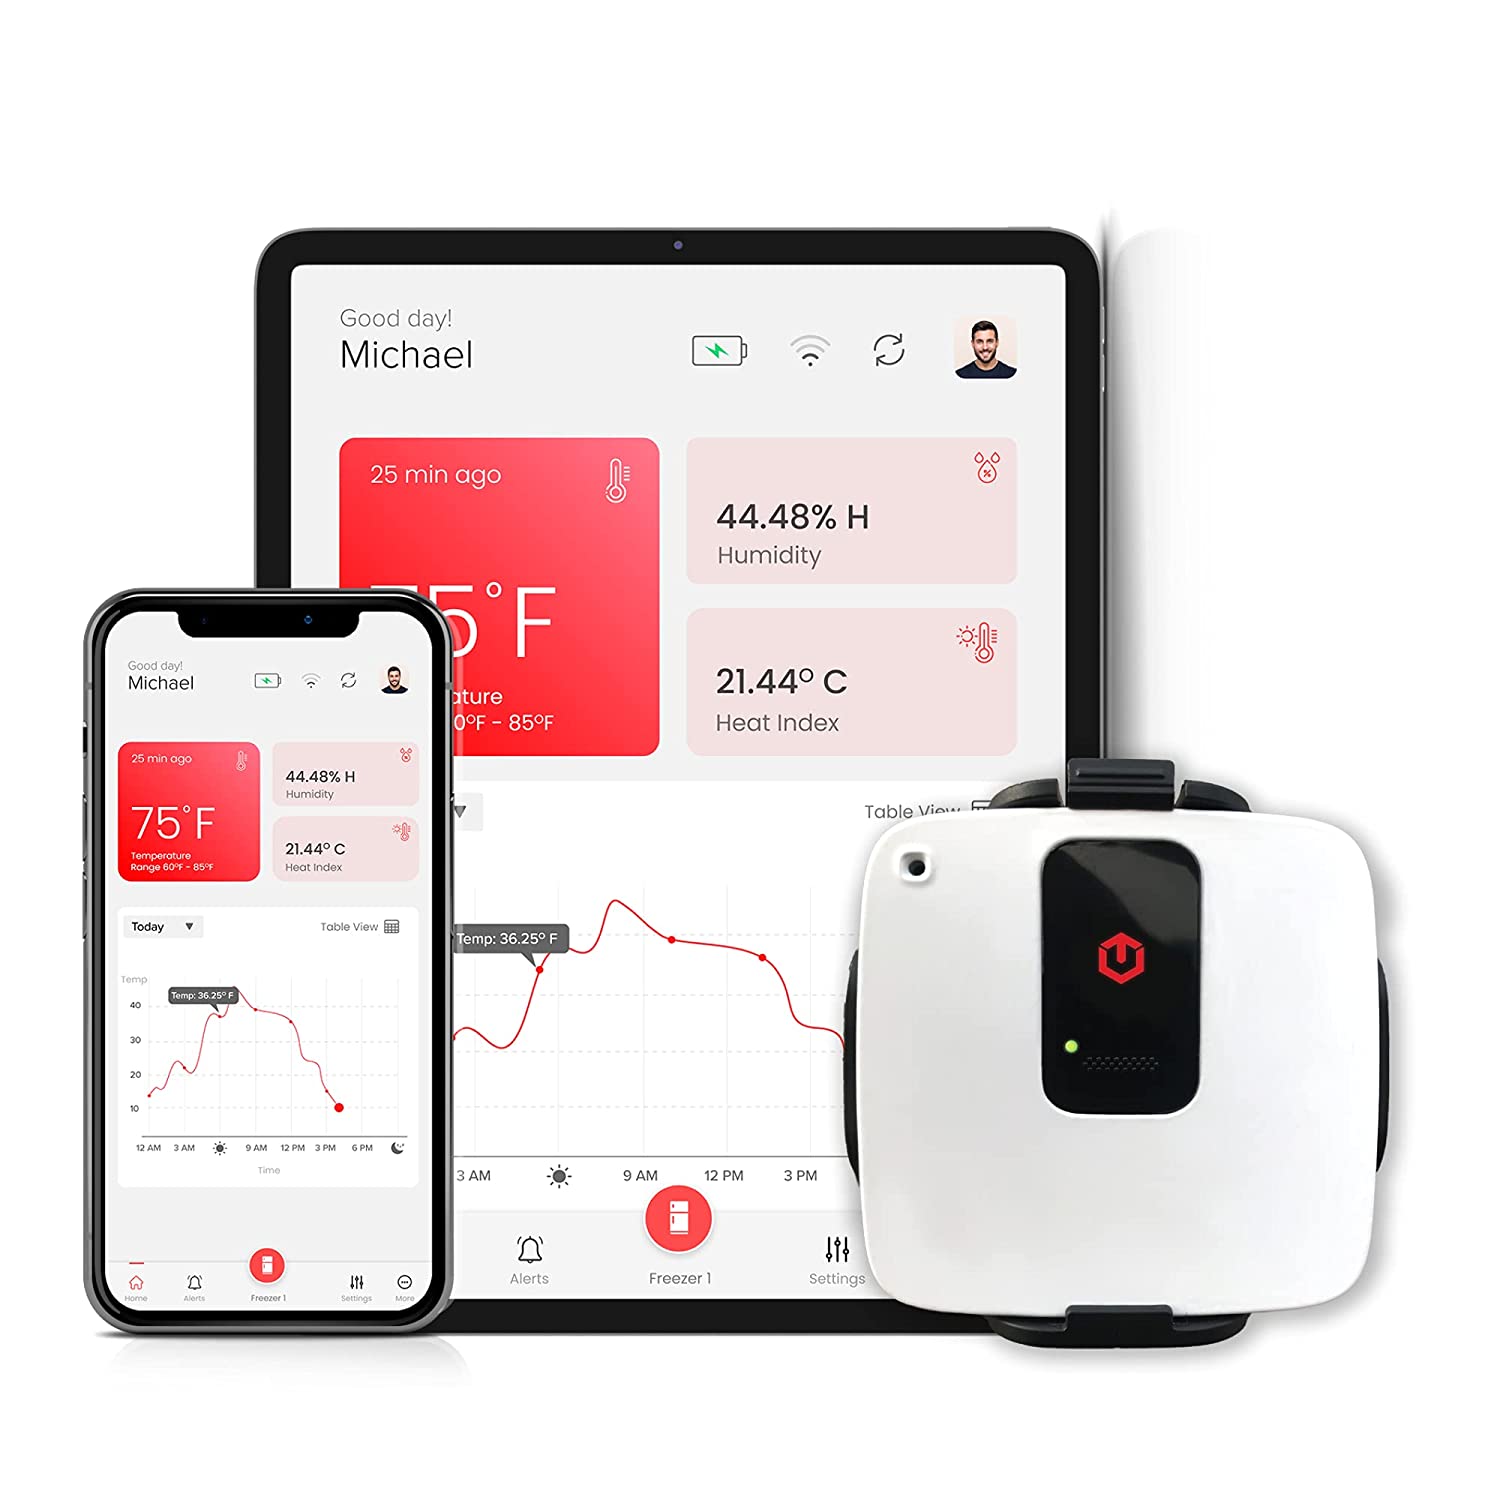 Good day!
Michael
25 min ago
75°F
ature
0°F - 85°F
44.48% H
Humidity
21.44° C
Heat Index
Table View
Temp: 36.25° F
3 AM
9 AM
12 PM
3 PM
Alerts
Freezer 1
Settings
Good day!
Michael
25 min ago
75°F
Temperature
Range 60°F - 85°F
44.48% H
Humidity
21.44° C
Heat Index
Today
Table View
Temp
Temp: 36.25° F
40
30
20
10
12 AM
3 AM
9 AM
12 PM
3 PM
6 PM
Time
Home
Alerts
Freezer 1
Settings
More